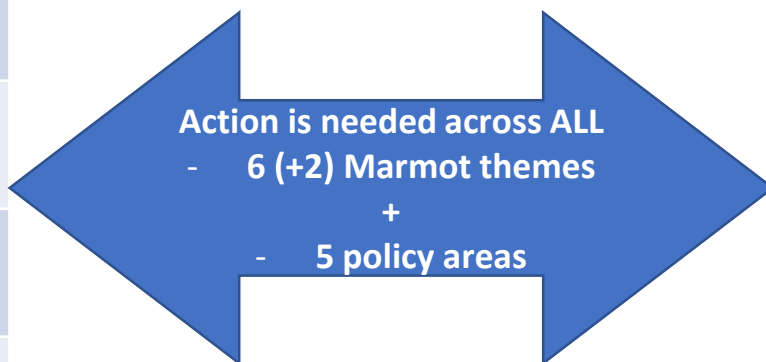 Action is needed across ALL
- 6 (+2) Marmot themes
+
- 5 policy areas